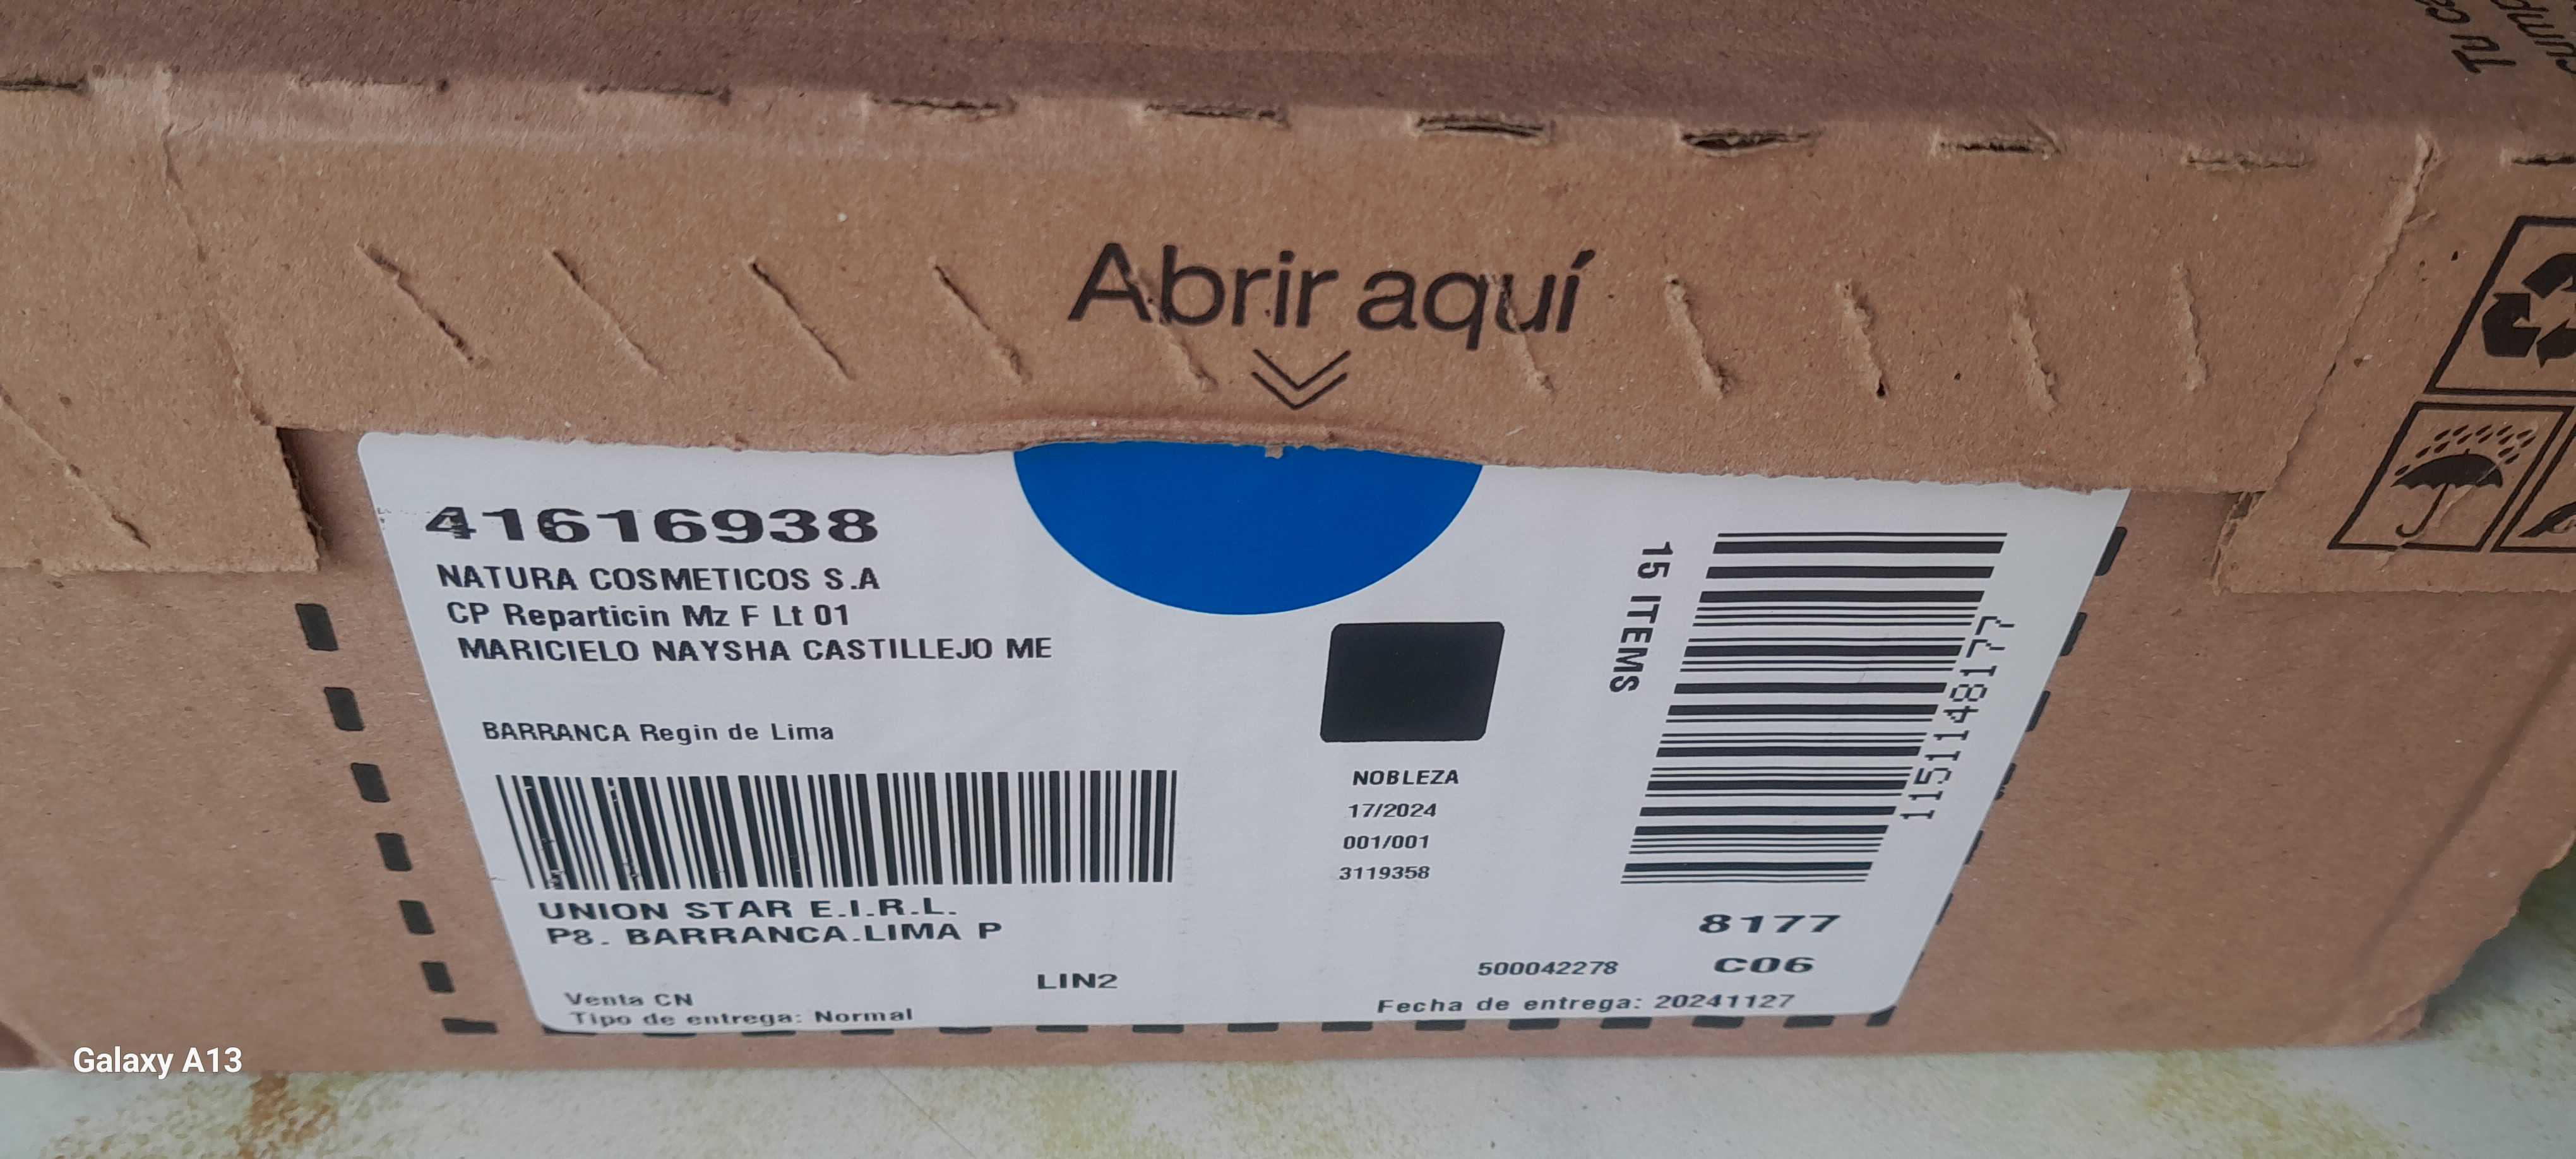 Tu
Abrir aquí
41616938
NATURA COSMETICOS S.A
CP Reparticin Mz F Lt 01
MARICIELO NAYSHA CASTILLEJO ME
BARRANCA Regin de Lima
UNION STAR E.I.R.L.
P8. BARRANCA.LIMA P
LIN2
Venta CN
Tipo de entrega: Normal
NOBLEZA
17/2024
001/001
3119358
15 ITEMS
1151148177
8177
500042278
C06
Fecha de entrega: 20241127
Galaxy A13